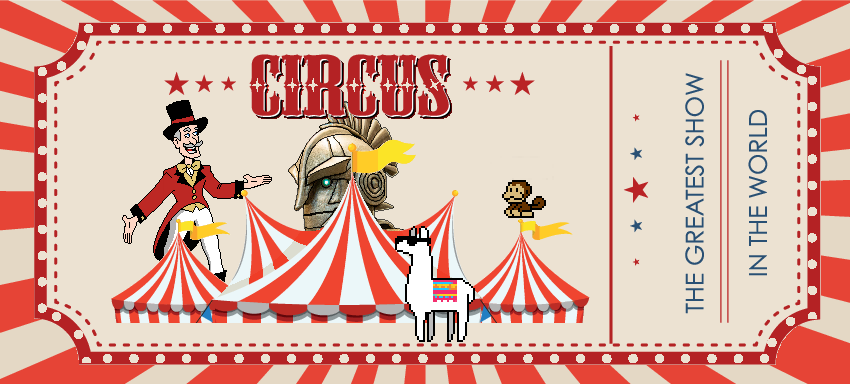 CIRCUS
THE GREATEST SHOW
IN THE WORLD